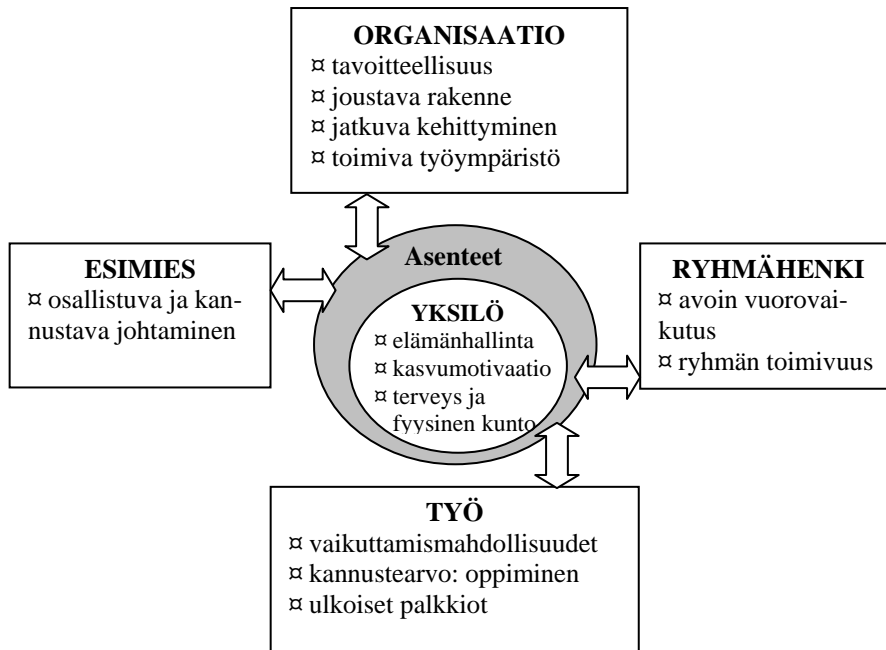 ORGANISAATIO
¤ tavoitteellisuus
¤ joustava rakenne
¤ jatkuva kehittyminen
¤ toimiva työympäristö
ESIMIES
¤ osallistuva ja kan-
nustava johtaminen
Asenteet
YKSILÖ
¤ elämänhallinta
¤ kasvumotivaatio
¤ terveys ja
fyysinen kunto
RYHMÄHENKI
¤ avoin vuorovai-
kutus
¤ ryhmän toimivuus
TYÖ
¤ vaikuttamismahdollisuudet
¤ kannustearvo: oppiminen
¤ ulkoiset palkkiot